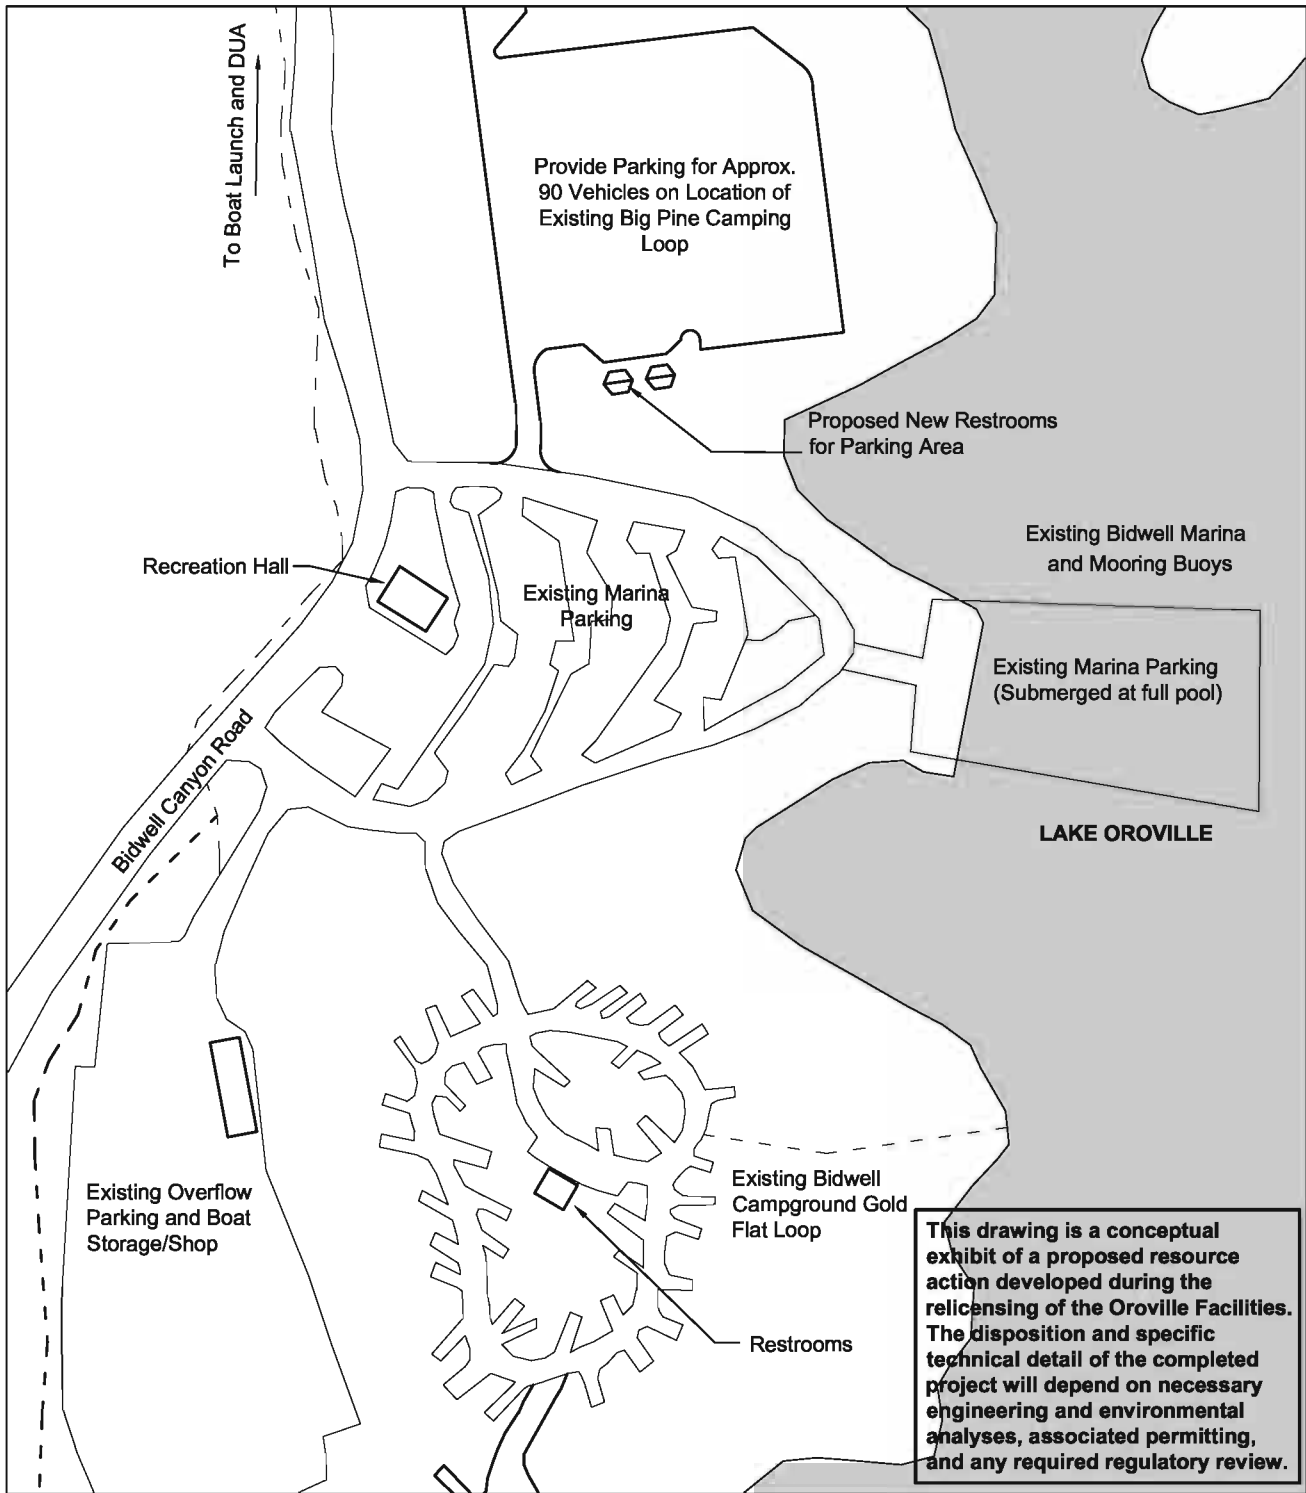 To Boat Launch and DUA
Provide Parking for Approx.
90 Vehicles on Location of
Existing Big Pine Camping
Loop
Proposed New Restrooms
for Parking Area
Existing Bidwell Marina
and Mooring Buoys
Recreation Hall
Existing Marina
Parking
Existing Marina Parking
(Submerged at full pool)
Bidwell Canyon Road
LAKE OROVILLE
Existing Overflow
Parking and Boat
Storage/Shop
Existing Bidwell
Campground Gold
Flat Loop
Restrooms
This drawing is a conceptual
exhibit of a proposed resource
action developed during the
relicensing of the Oroville Facilities.
The disposition and specific
technical detail of the completed
project will depend on necessary
engineering and environmental
analyses, associated permitting,
and any required regulatory review.